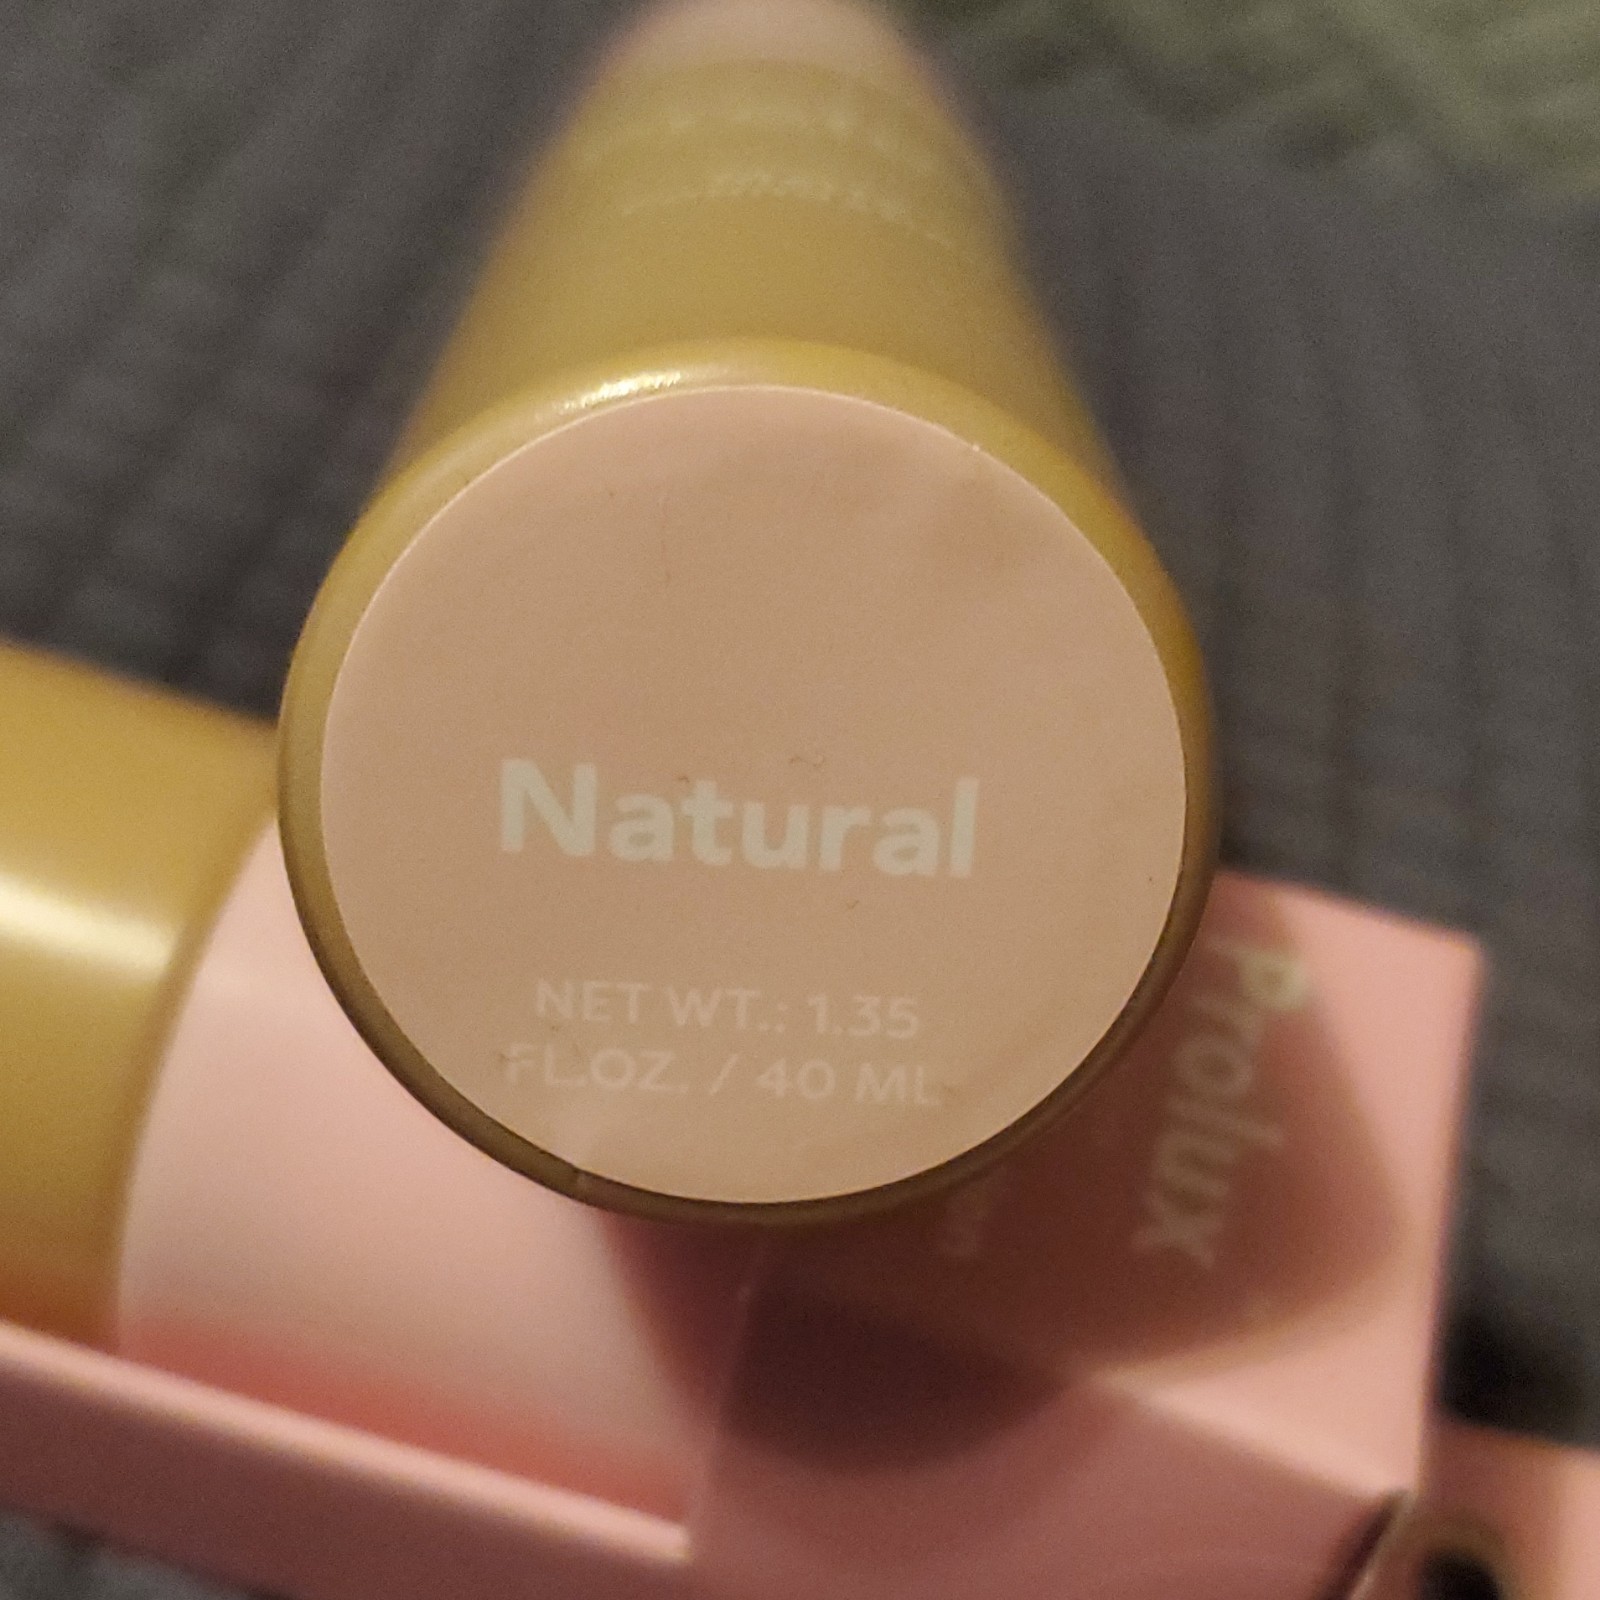 Natural
NET WT.: 1.35
FL.OZ. / 40 ML
Prolux